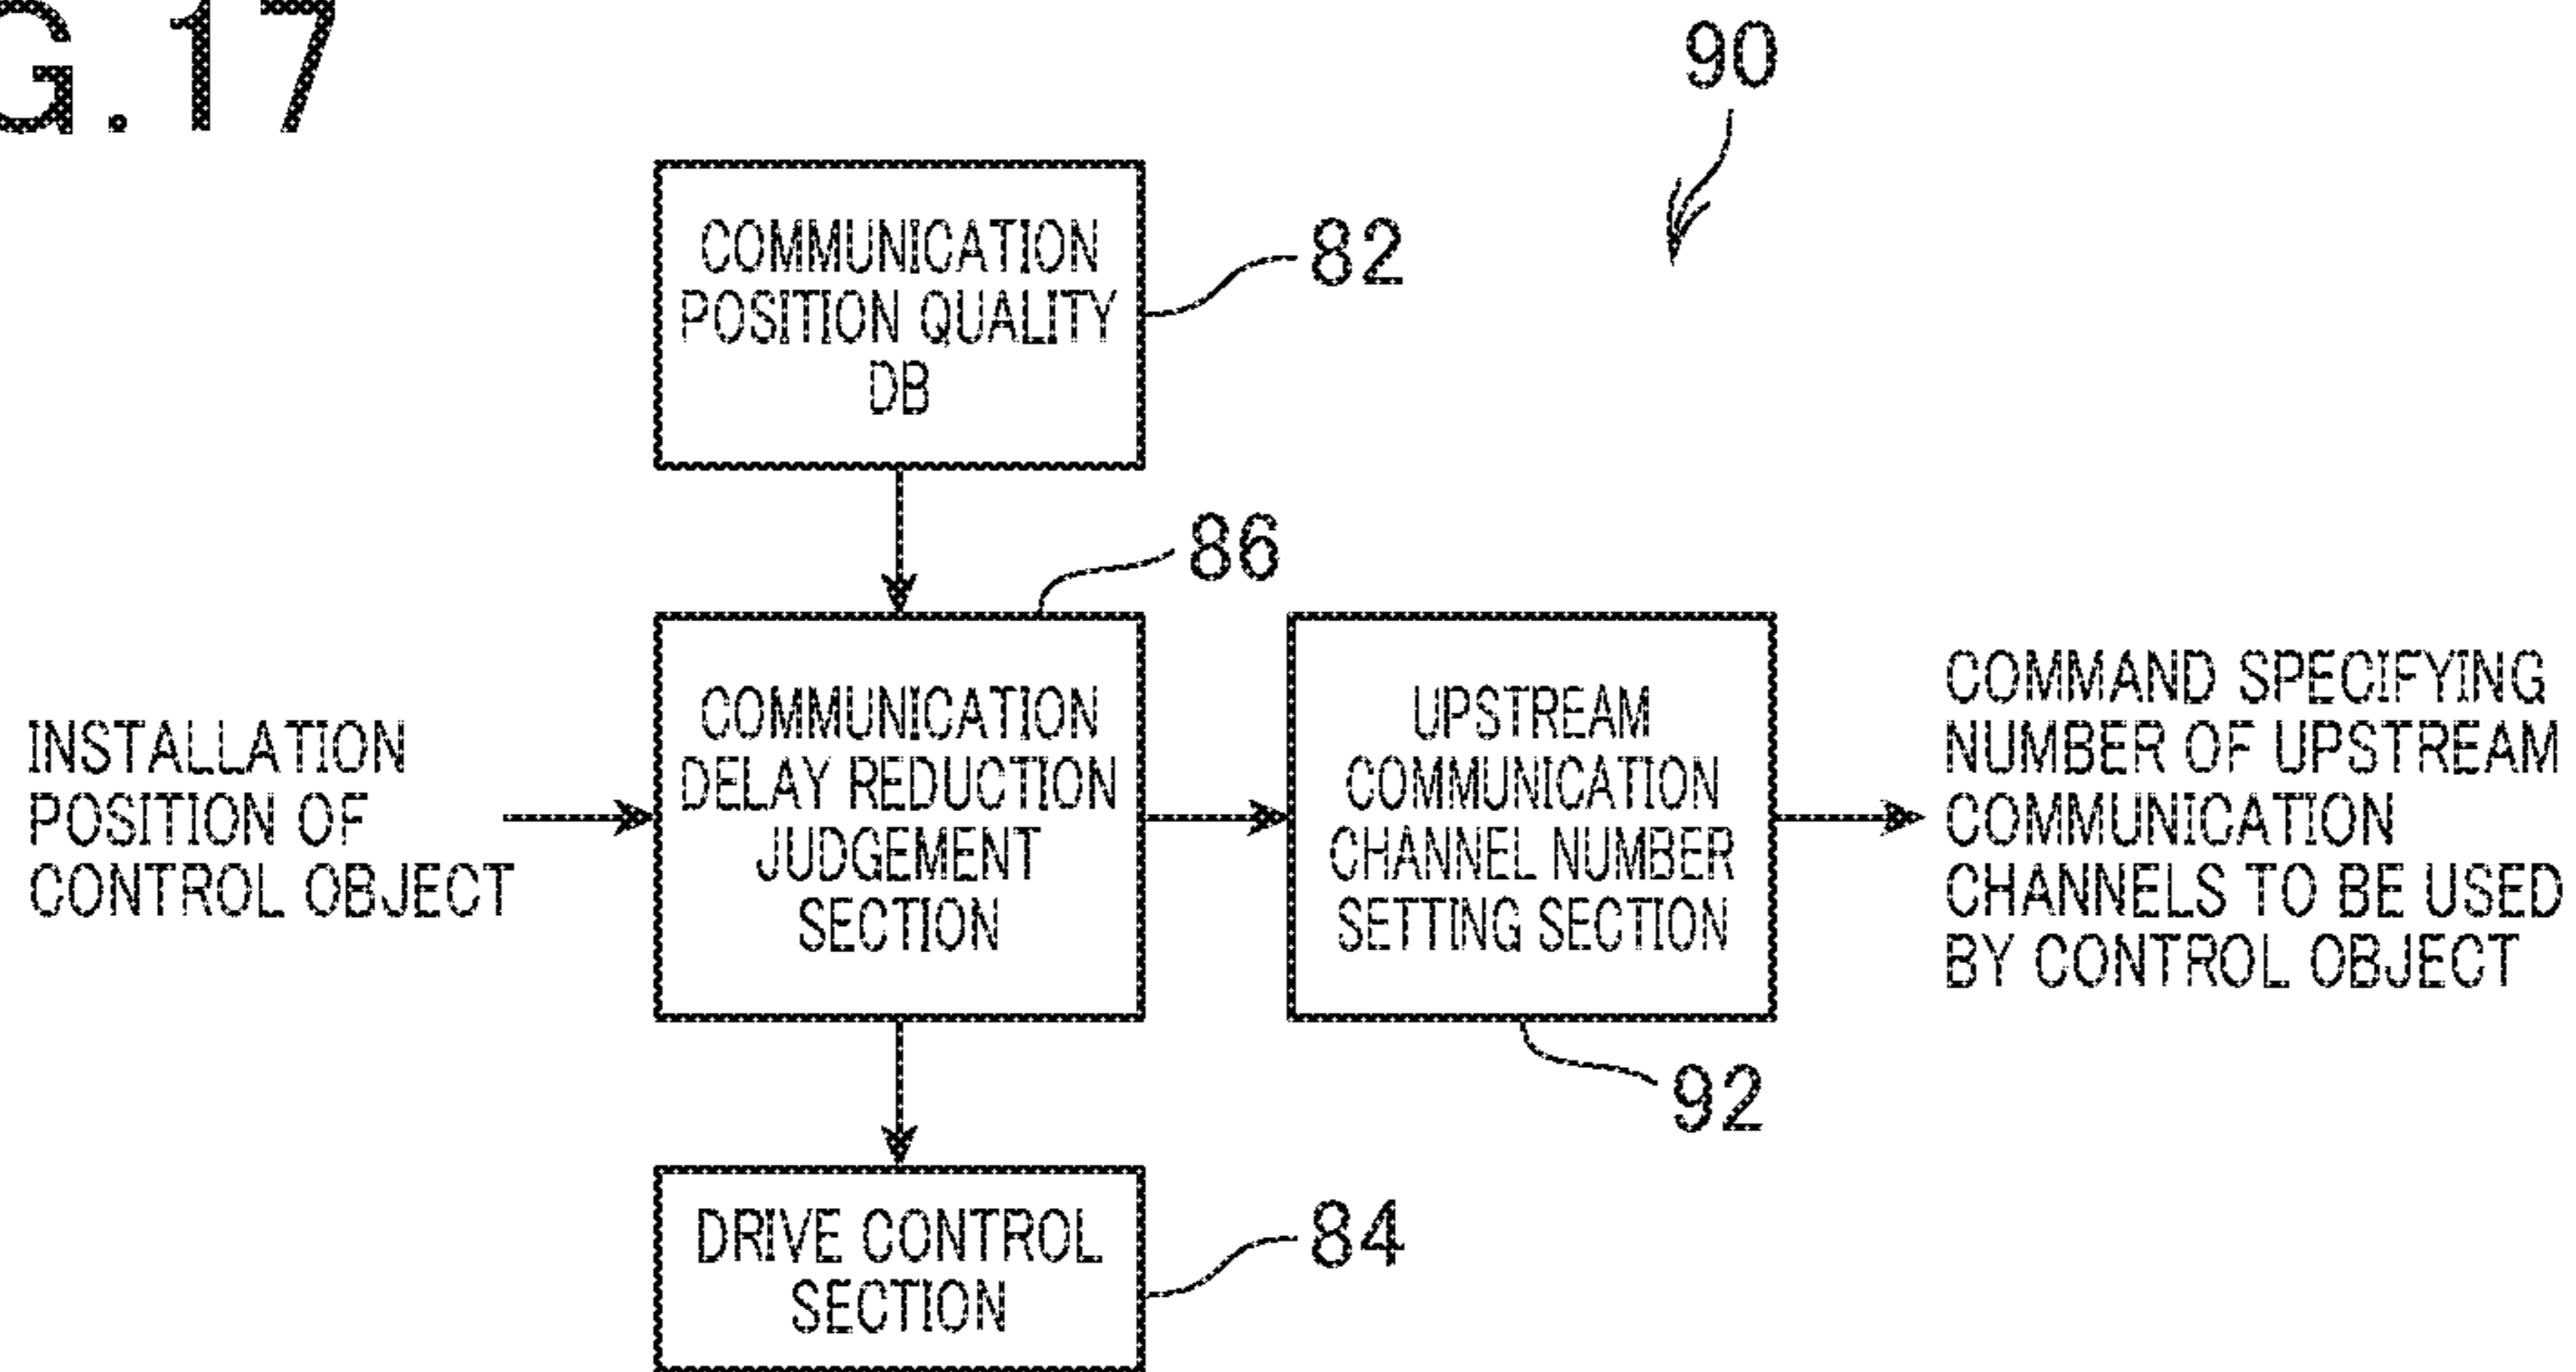 G.17
90
COMMUNICATION
POSITION QUALITY
DB
82
86
INSTALLATION
POSITION OF
CONTROL OBJECT
COMMUNICATION
DELAY REDUCTION
JUDGEMENT
SECTION
UPSTREAM
COMMUNICATION
CHANNEL NUMBER
SETTING SECTION
COMMAND SPECIFYING
NUMBER OF UPSTREAM
COMMUNICATION
CHANNELS TO BE USED
BY CONTROL OBJECT
92
DRIVE CONTROL
SECTION
84